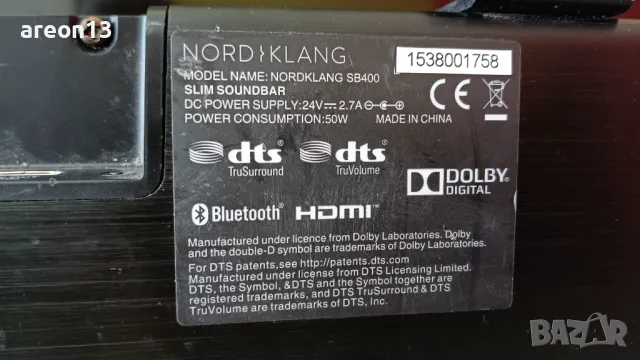 areon13
NORDKLANG
1538001758
MODEL NAME: NORDKLANG SB400
SLIM SOUNDBAR
DC POWER SUPPLY:24V⎓2.7A
POWER CONSUMPTION:50W MADE IN CHINA
CE
dts dts
TruSurround TruVolume
DOLBY
DIGITAL
Bluetooth® HDMI™
Manufactured under licence from Dolby Laboratories. Dolby
and the double-D symbol are trademarks of Dolby Laboratories.
For DTS patents,see http://patents.dts.com.
Manufactured under license from DTS Licensing Limited.
DTS, the Symbol, &DTS and the Symbol together are
registered trademarks, and DTS TruSurround & DTS
TruVolume are trademarks of DTS, Inc.
BAZAR
.bg